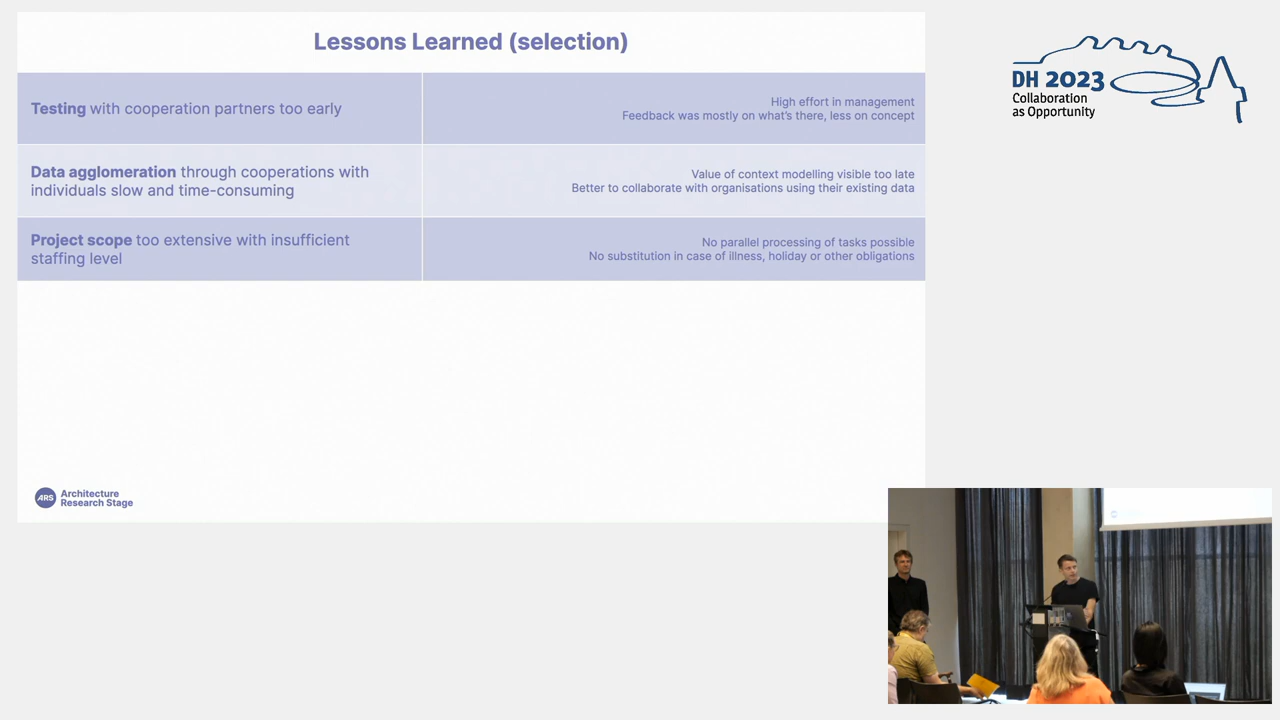 Lessons Learned (selection)
Testing with cooperation partners too early
High effort in management
Feedback was mostly on what's there, less on concept
Data agglomeration through cooperations with
individuals slow and time-consuming
Value of context modelling visible too late
Better to collaborate with organisations using their existing data
Project scope too extensive with insufficient
staffing level
No parallel processing of tasks possible
No substitution in case of illness, holiday or other obligations
ARS
Architecture
Research Stage
DH 2023
Collaboration
as Opportunity